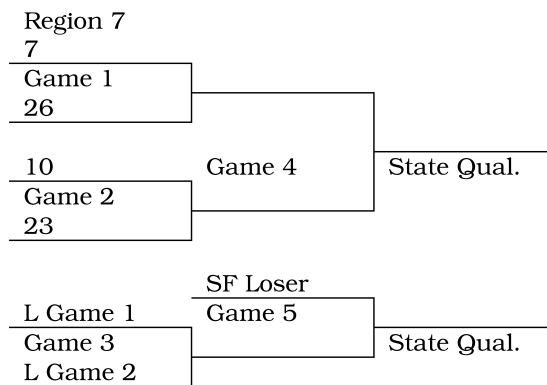 Region 7
7
Game 1
26
10
Game 4
State Qual.
Game 2
23
SF Loser
L Game 1
Game 5
Game 3
State Qual.
L Game 2